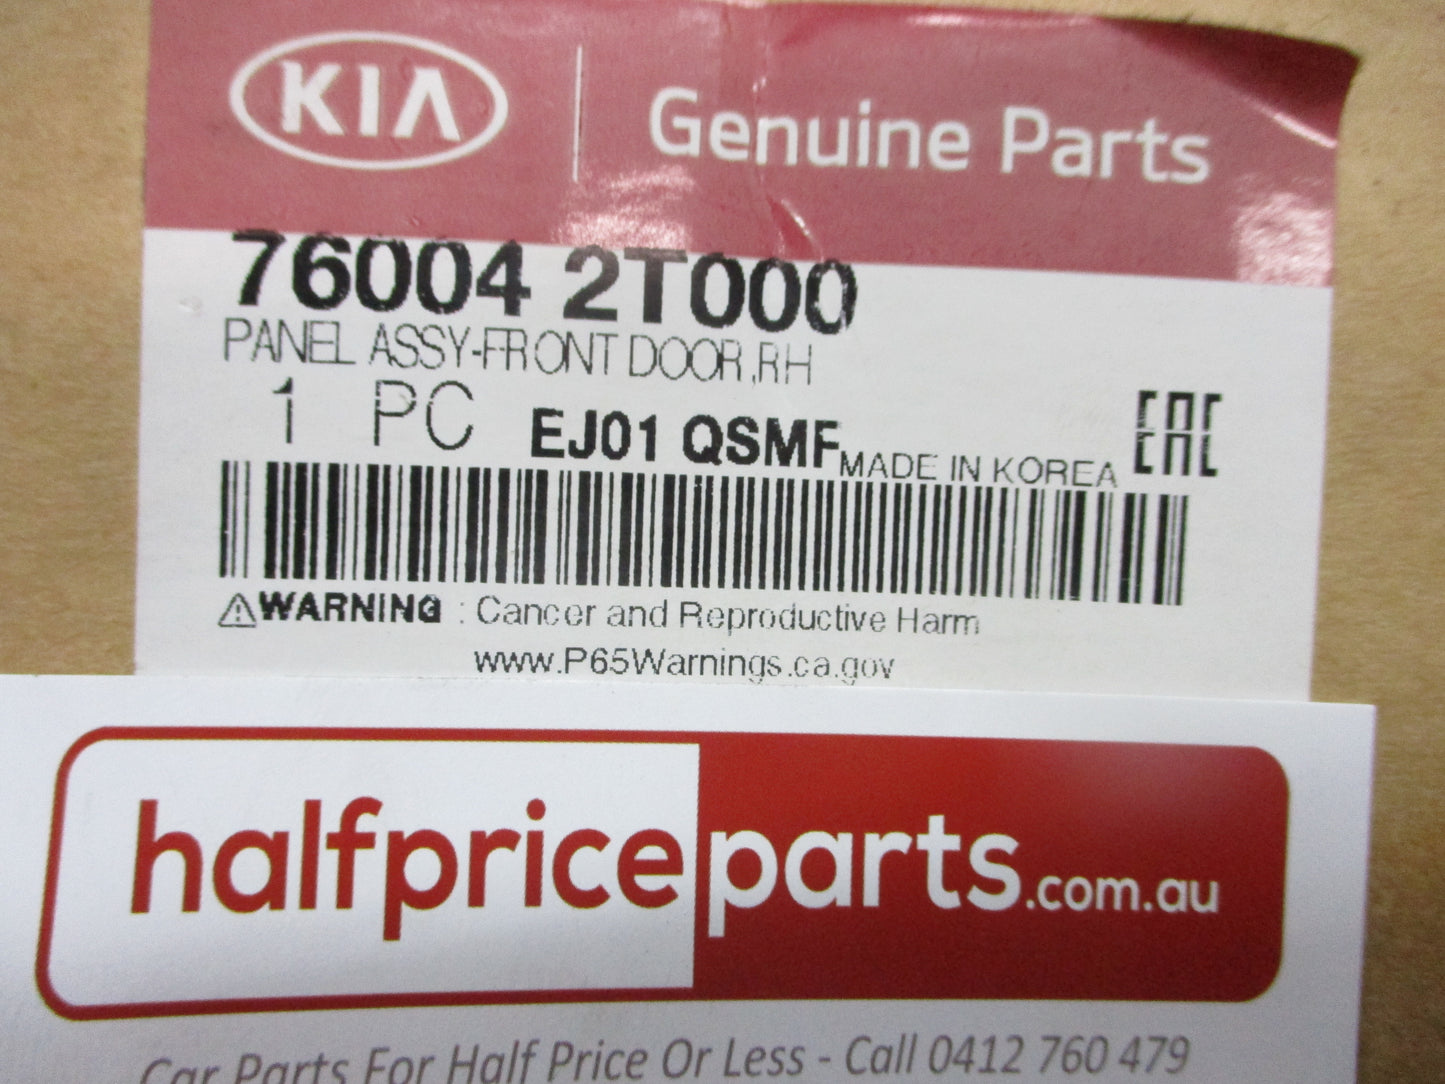 KIA Genuine Parts
76004 2T000
PANEL ASSY-FRONT DOOR,RH
1 PC EJ01 QSMF MADE IN KOREA EAC
WARNING : Cancer and Reproductive Harm
www.P65Warnings.ca.gov
halfpriceparts.com.au
Car Parts For Half Price Or Less - Call 0412 760 479